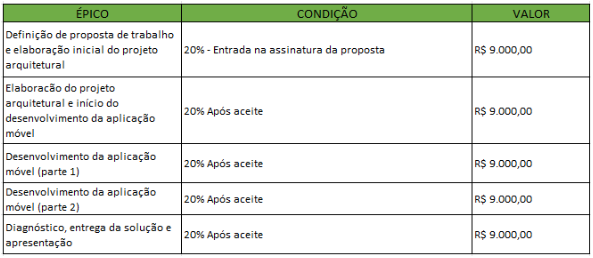 ÉPICO CONDIÇÃO VALOR
Definição de proposta de trabalho
e elaboração inicial do projeto
arquitetural
20% - Entrada na assinatura da proposta
R$ 9.000,00
Elaboracão do projeto
arquitetural e início do
desenvolvimento da aplicação
móvel
20% Após aceite
R$ 9.000,00
Desenvolvimento da aplicação
móvel (parte 1)
20% Após aceite
R$ 9.000,00
Desenvolvimento da aplicação
móvel (parte 2)
20% Após aceite
R$ 9.000,00
Diagnóstico, entrega da solução e
apresentação
20% Após aceite
R$ 9.000,00